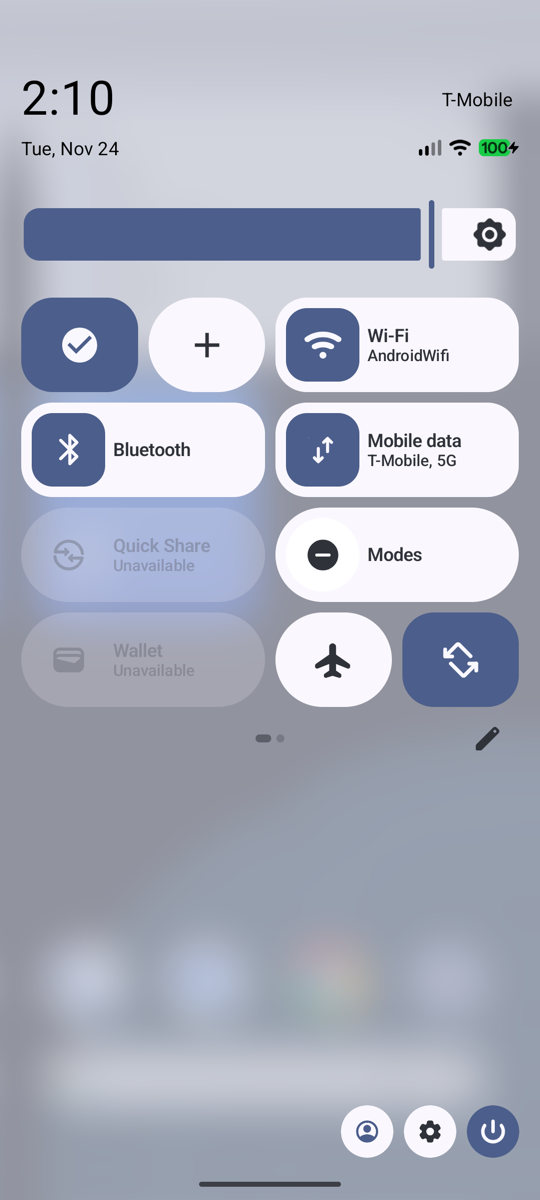 2:10
T-Mobile
Tue, Nov 24
100
Wi-Fi
AndroidWifi
Bluetooth
Mobile data
T-Mobile, 5G
Quick Share
Unavailable
Modes
Wallet
Unavailable